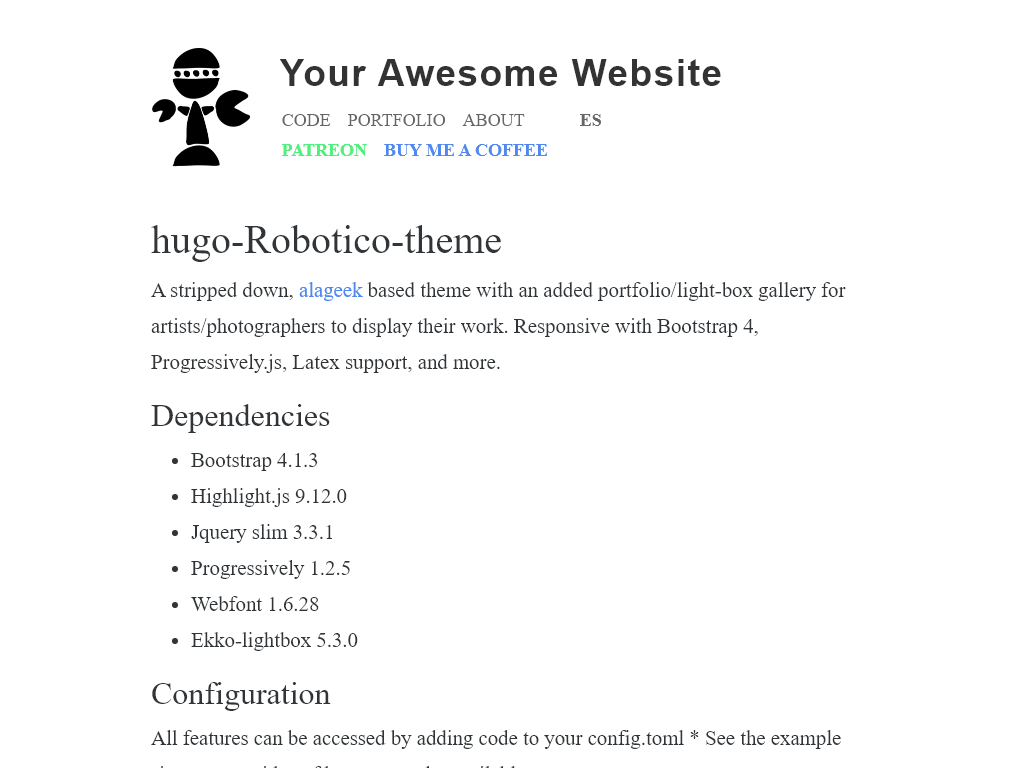 Your Awesome Website
CODE PORTFOLIO ABOUT ES
PATREON BUY ME A COFFEE
hugo-Robotico-theme
A stripped down, alageek based theme with an added portfolio/light-box gallery for
artists/photographers to display their work. Responsive with Bootstrap 4,
Progressively.js, Latex support, and more.
Dependencies
• Bootstrap 4.1.3
• Highlight.js 9.12.0
• Jquery slim 3.3.1
• Progressively 1.2.5
• Webfont 1.6.28
• Ekko-lightbox 5.3.0
Configuration
All features can be accessed by adding code to your config.toml * See the example